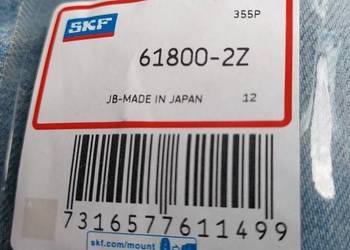 355P
SKF
61800-2Z
JB-MADE IN JAPAN 12
7316577611499
skf.com/mount